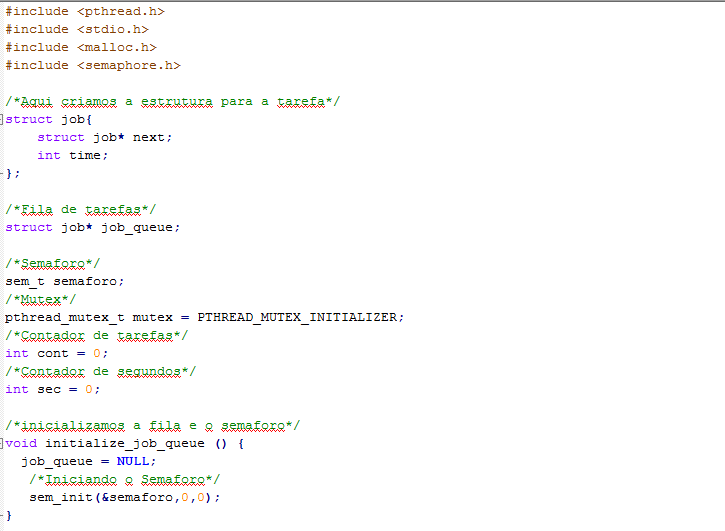 #include <pthread.h>
#include <stdio.h>
#include <malloc.h>
#include <semaphore.h>
/*Aqui criamos a estrutura para a tarefa*/
struct job{
struct job* next;
int time;
};
/*Fila de tarefas*/
struct job* job_queue;
/*Semaforo*/
sem_t semaforo;
/*Mutex*/
pthread_mutex_t mutex = PTHREAD_MUTEX_INITIALIZER;
/*Contador de tarefas*/
int cont = 0;
/*Contador de segundos*/
int sec = 0;
/*inicializamos a fila e o semaforo*/
void initialize_job_queue () {
job_queue = NULL;
/*Iniciando o Semaforo*/
sem_init(&semaforo,0,0);
}